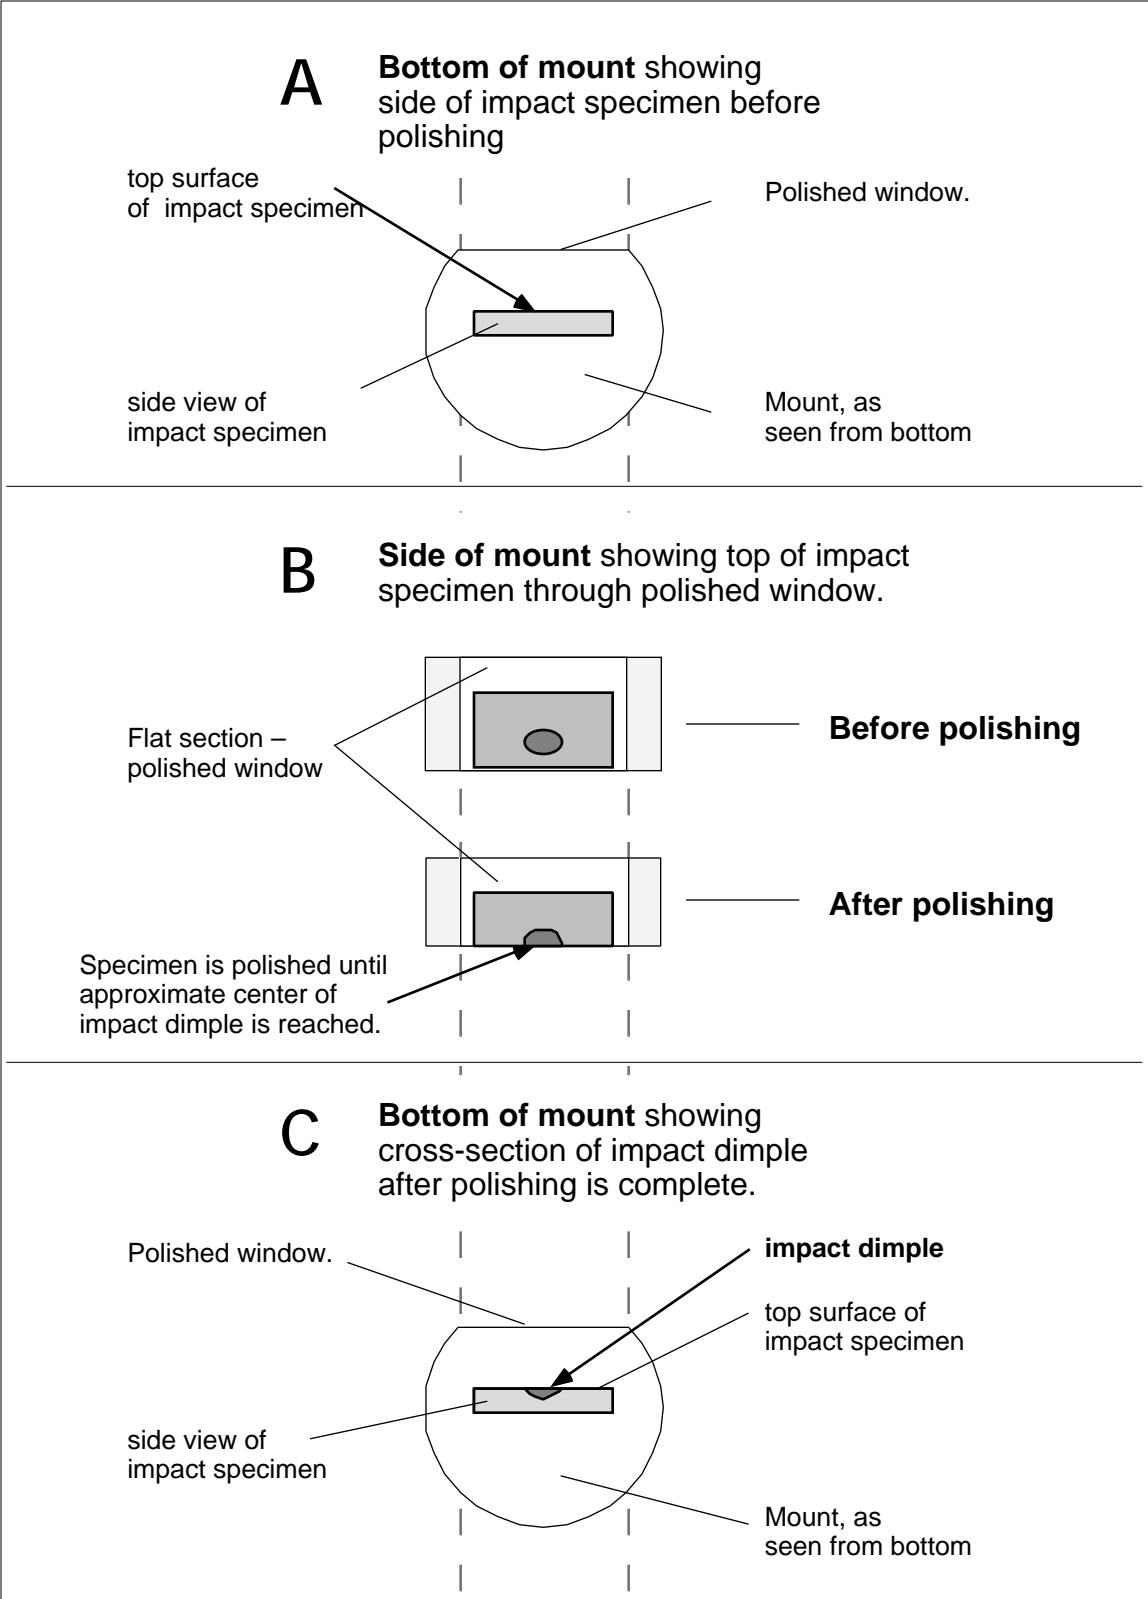 A
Bottom of mount showing
side of impact specimen before
polishing
top surface
of impact specimen
Polished window.
side view of
impact specimen
Mount, as
seen from bottom
B
Side of mount showing top of impact
specimen through polished window.
Flat section –
polished window
Before polishing
After polishing
Specimen is polished until
approximate center of
impact dimple is reached.
C
Bottom of mount showing
cross-section of impact dimple
after polishing is complete.
Polished window.
impact dimple
top surface of
impact specimen
side view of
impact specimen
Mount, as
seen from bottom